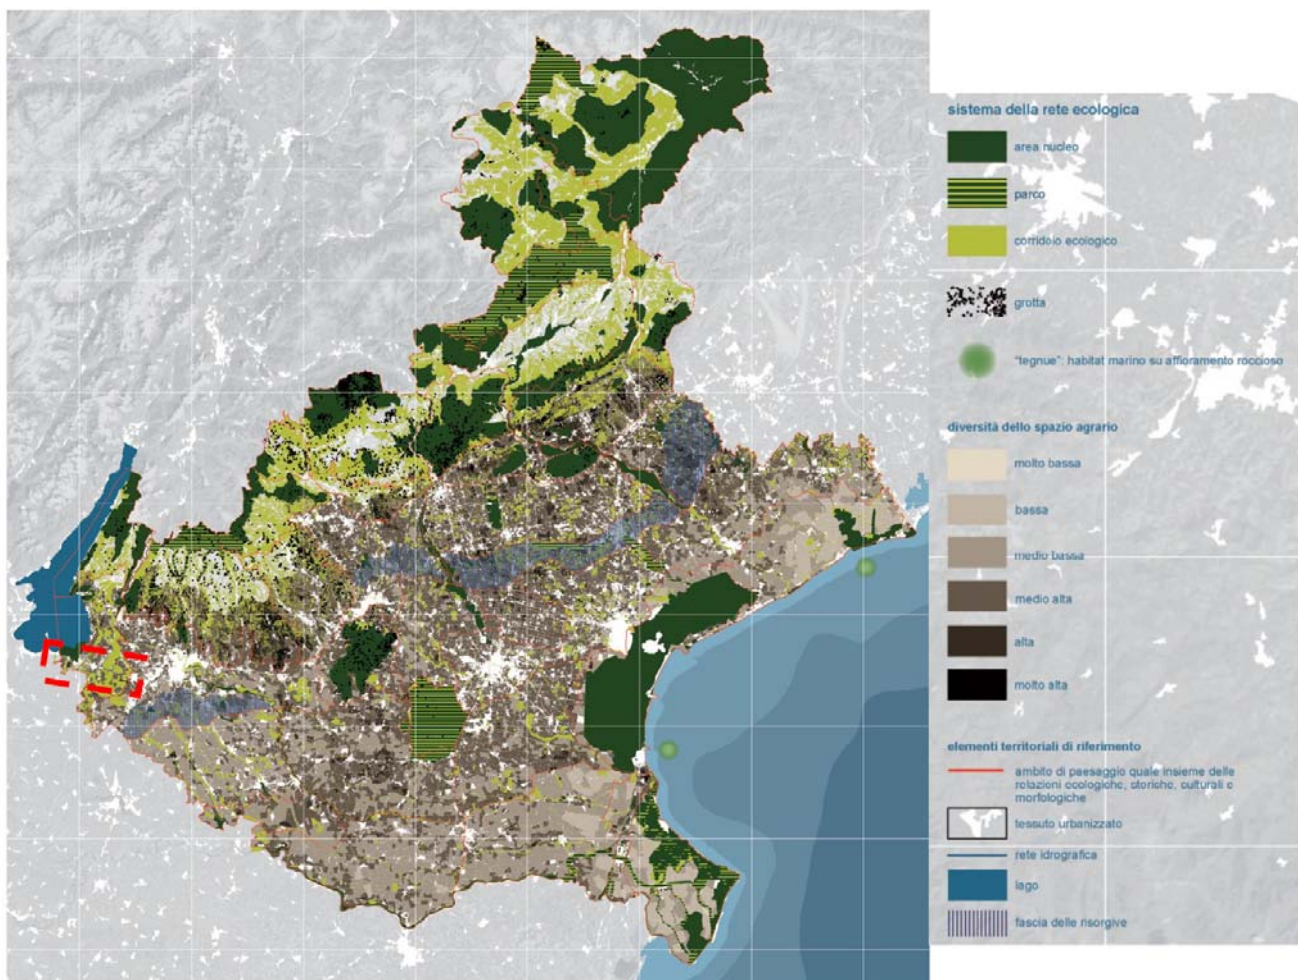 sistema della rete ecologica
area nucleo
parco
corridoio ecologico
grotta
"tegnue": habitat marino su affioramento roccioso
diversità dello spazio agrario
molto bassa
bassa
medio bassa
medio alta
alta
molto alta
elementi territoriali di riferimento
ambito di paesaggio quale insieme delle
relazioni ecologiche, storiche, culturali e
morfologiche
tessuto urbanizzato
rete idrografica
lago
fascia delle risorgive